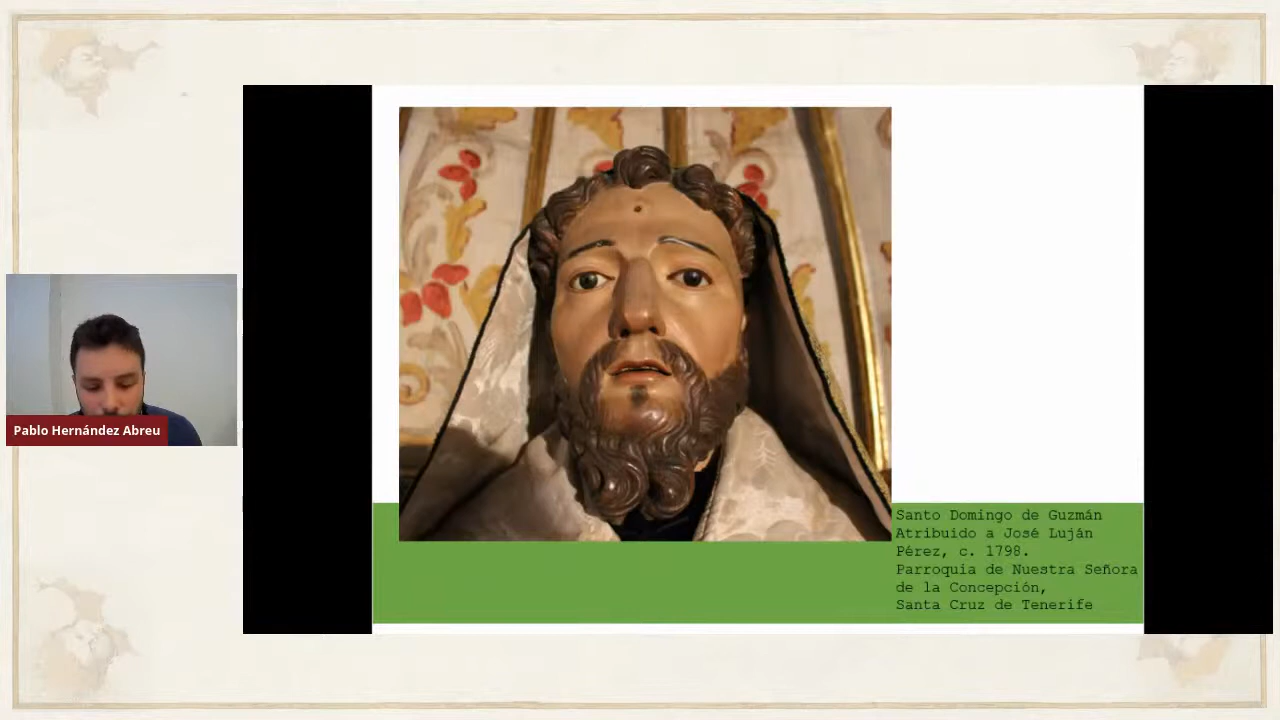 Pablo Hernández Abreu
Santo Domingo de Guzmán
Atribuido a José Luján
Pérez, c. 1798.
Parroquia de Nuestra Señora
de la Concepción,
Santa Cruz de Tenerife